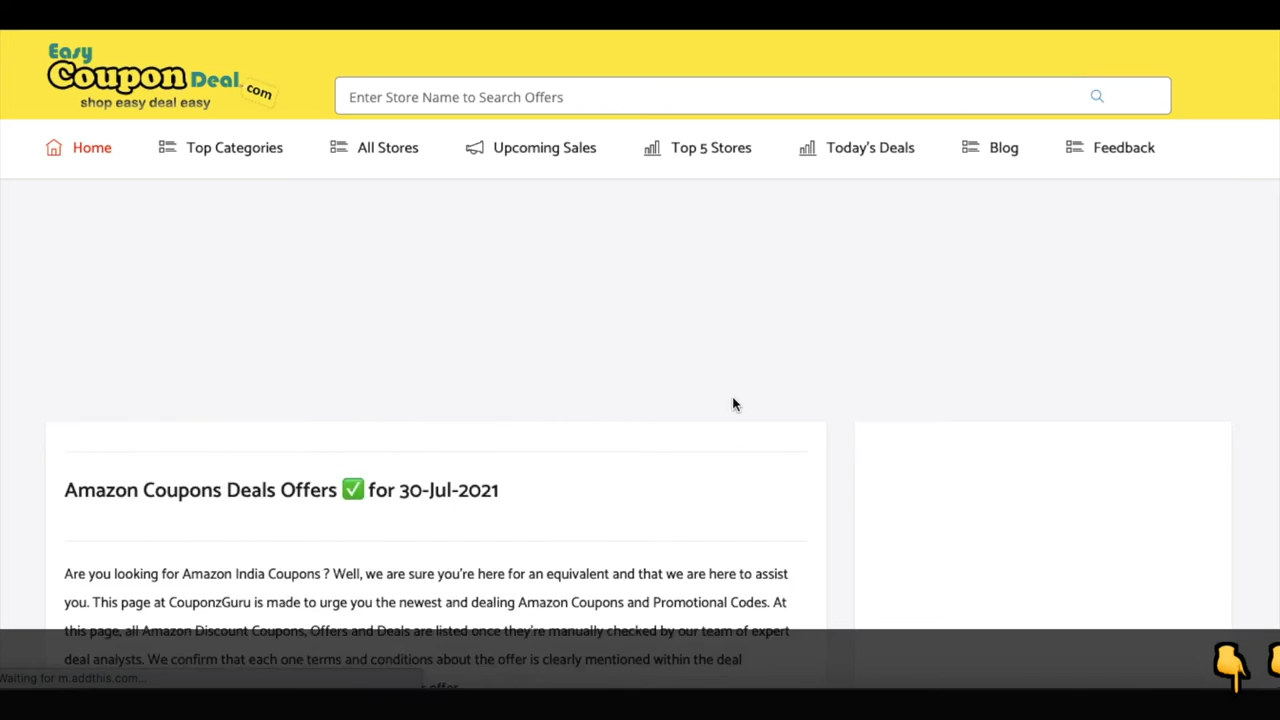 Easy
Coupon Deal .com
shop easy deal easy
Enter Store Name to Search Offers
Home Top Categories All Stores Upcoming Sales Top 5 Stores Today's Deals Blog Feedback
Amazon Coupons Deals Offers ✅ for 30-Jul-2021
Are you looking for Amazon India Coupons ? Well, we are sure you're here for an equivalent and that we are here to assist
you. This page at CouponzGuru is made to urge you the newest and dealing Amazon Coupons and Promotional Codes. At
this page, all Amazon Discount Coupons, Offers and Deals are listed once they're manually checked by our team of expert
deal analysts. We confirm that each one terms and conditions about the offer is clearly mentioned within the deal
offer.
Waiting for m.addthis.com...